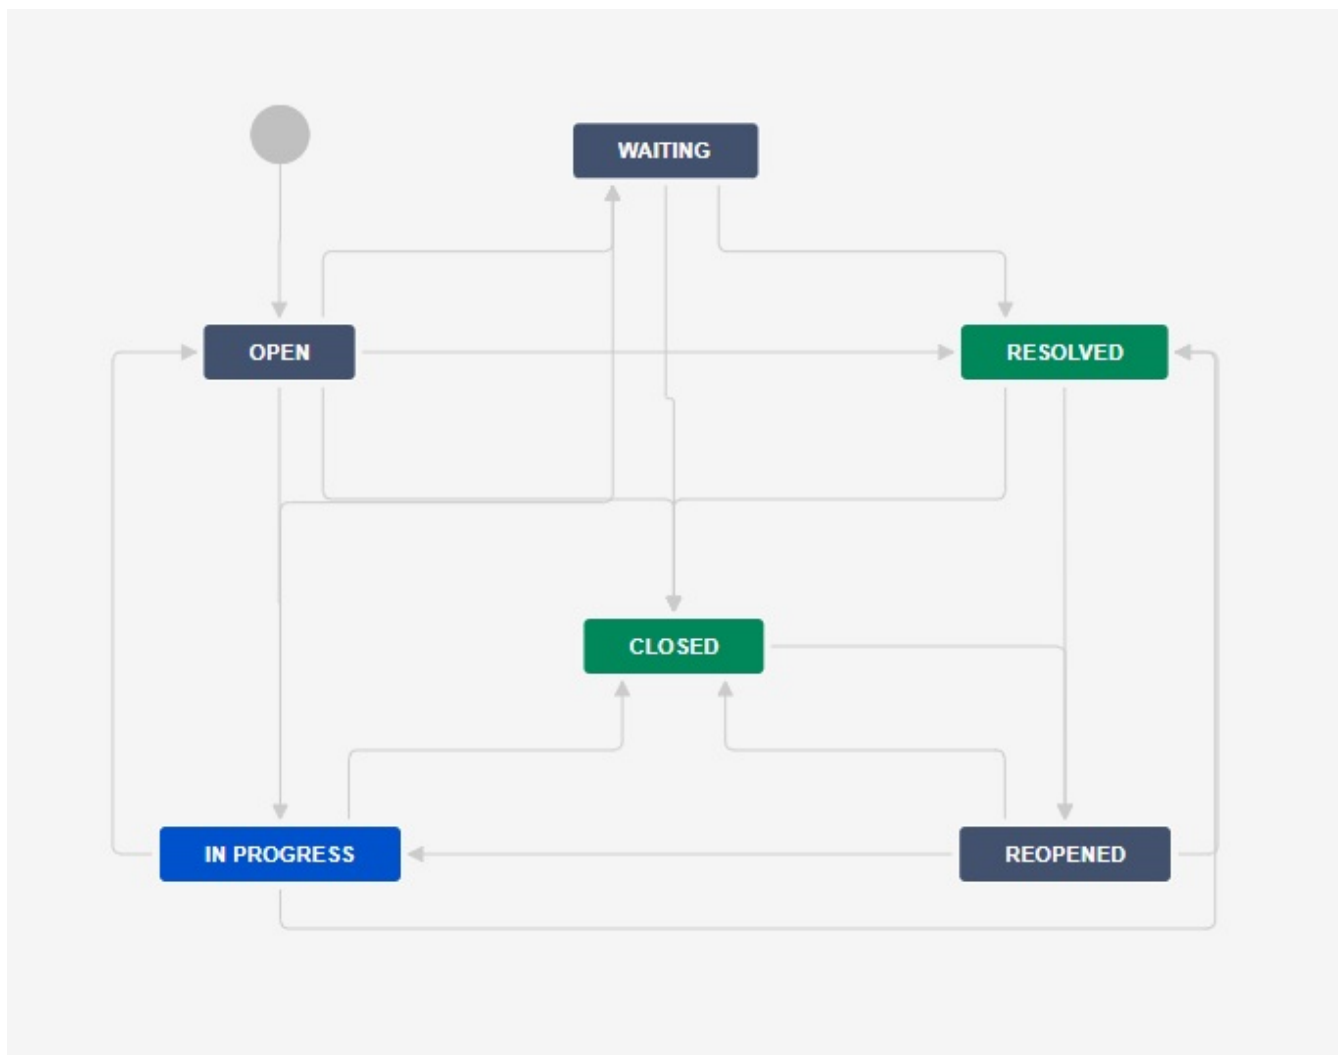 WAITING
OPEN
RESOLVED
CLOSED
IN PROGRESS
REOPENED